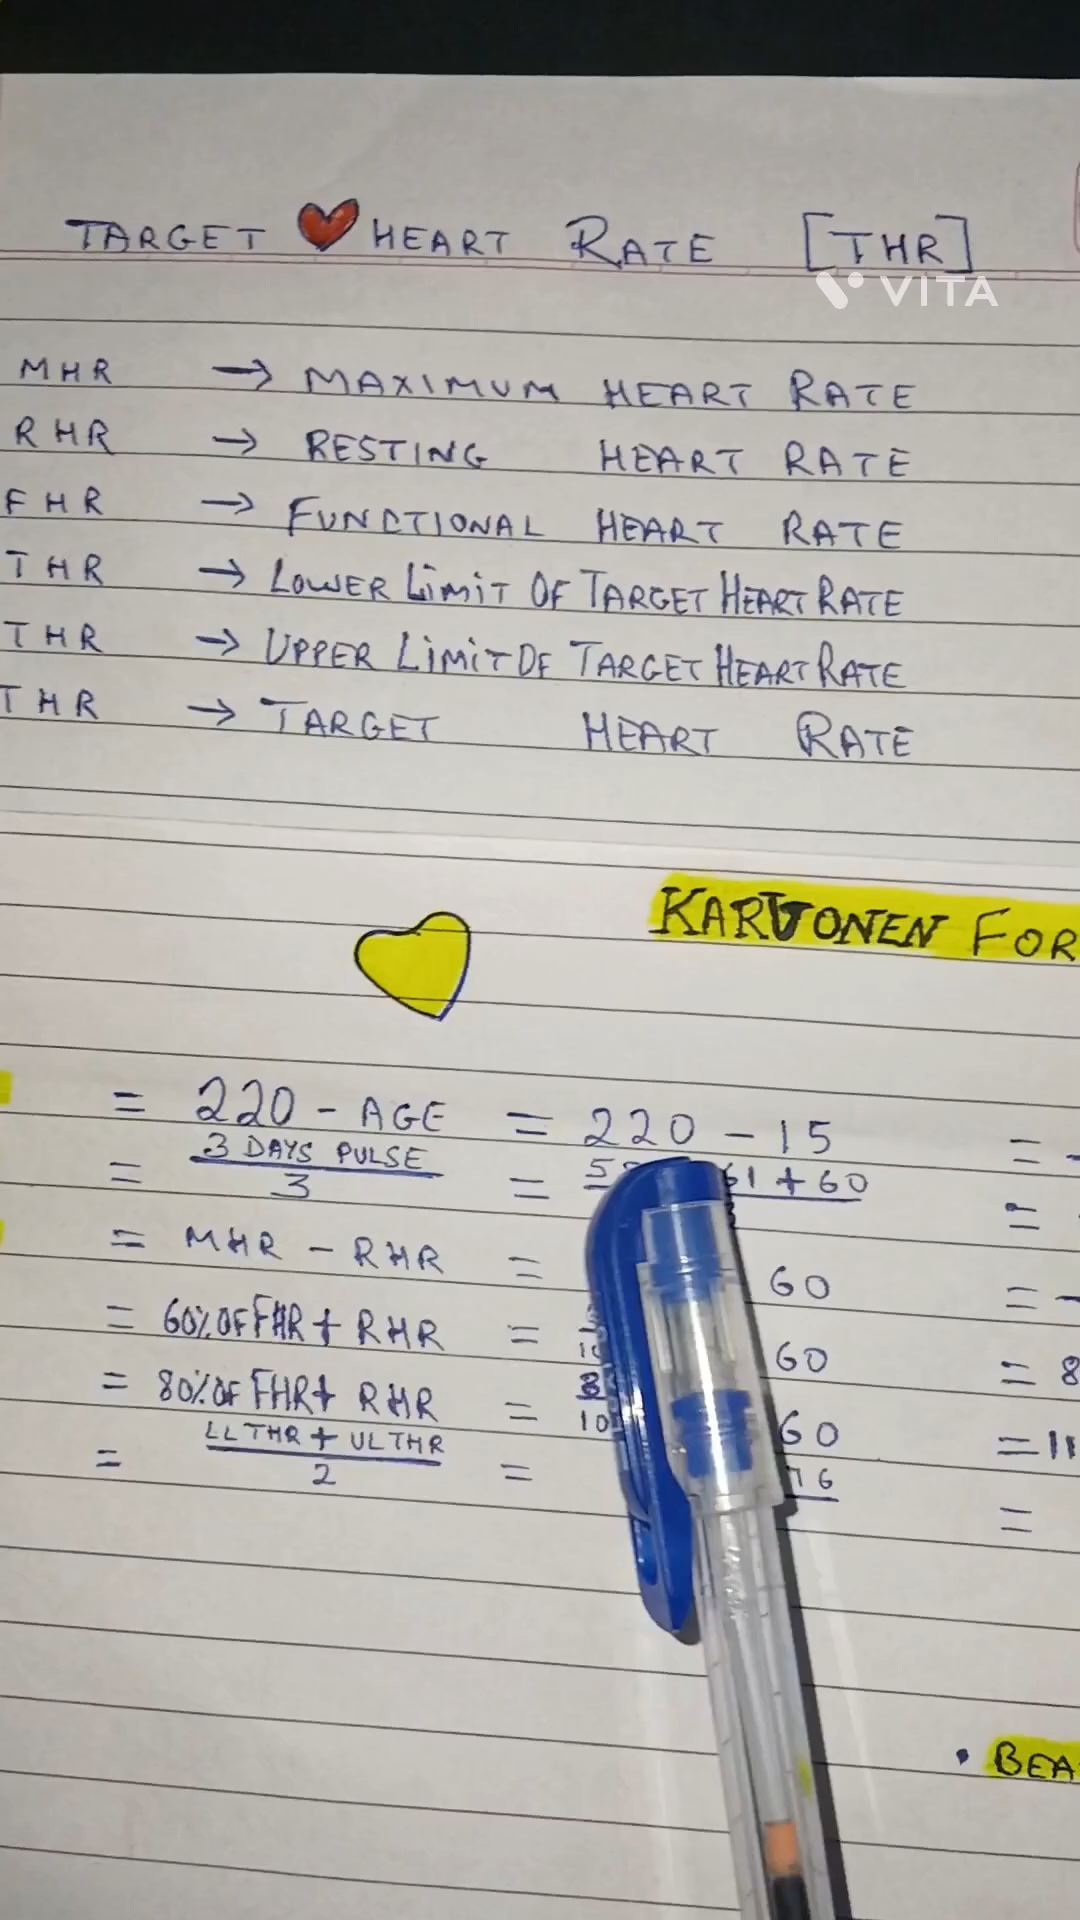 TARGET HEART RATE [THR]
VITA
MHR → MAXIMUM HEART RATE
RHR → RESTING HEART RATE
FHR → FUNCTIONAL HEART RATE
THR → LOWER LIMIT OF TARGET HEART RATE
THR → UPPER LIMIT OF TARGET HEART RATE
THR → TARGET HEART RATE
KARVONEN FOR
= 220 - AGE = 220 - 15 =
= 3 DAYS PULSE / 3 = 61 + 60 =
= MHR - RHR = 60 =
= 60% OF FHR + RHR = 60 = 8
= 80% OF FHR + RHR = 60 = 11
= LLTHR + ULTHR / 2 = 76 =
• BEA